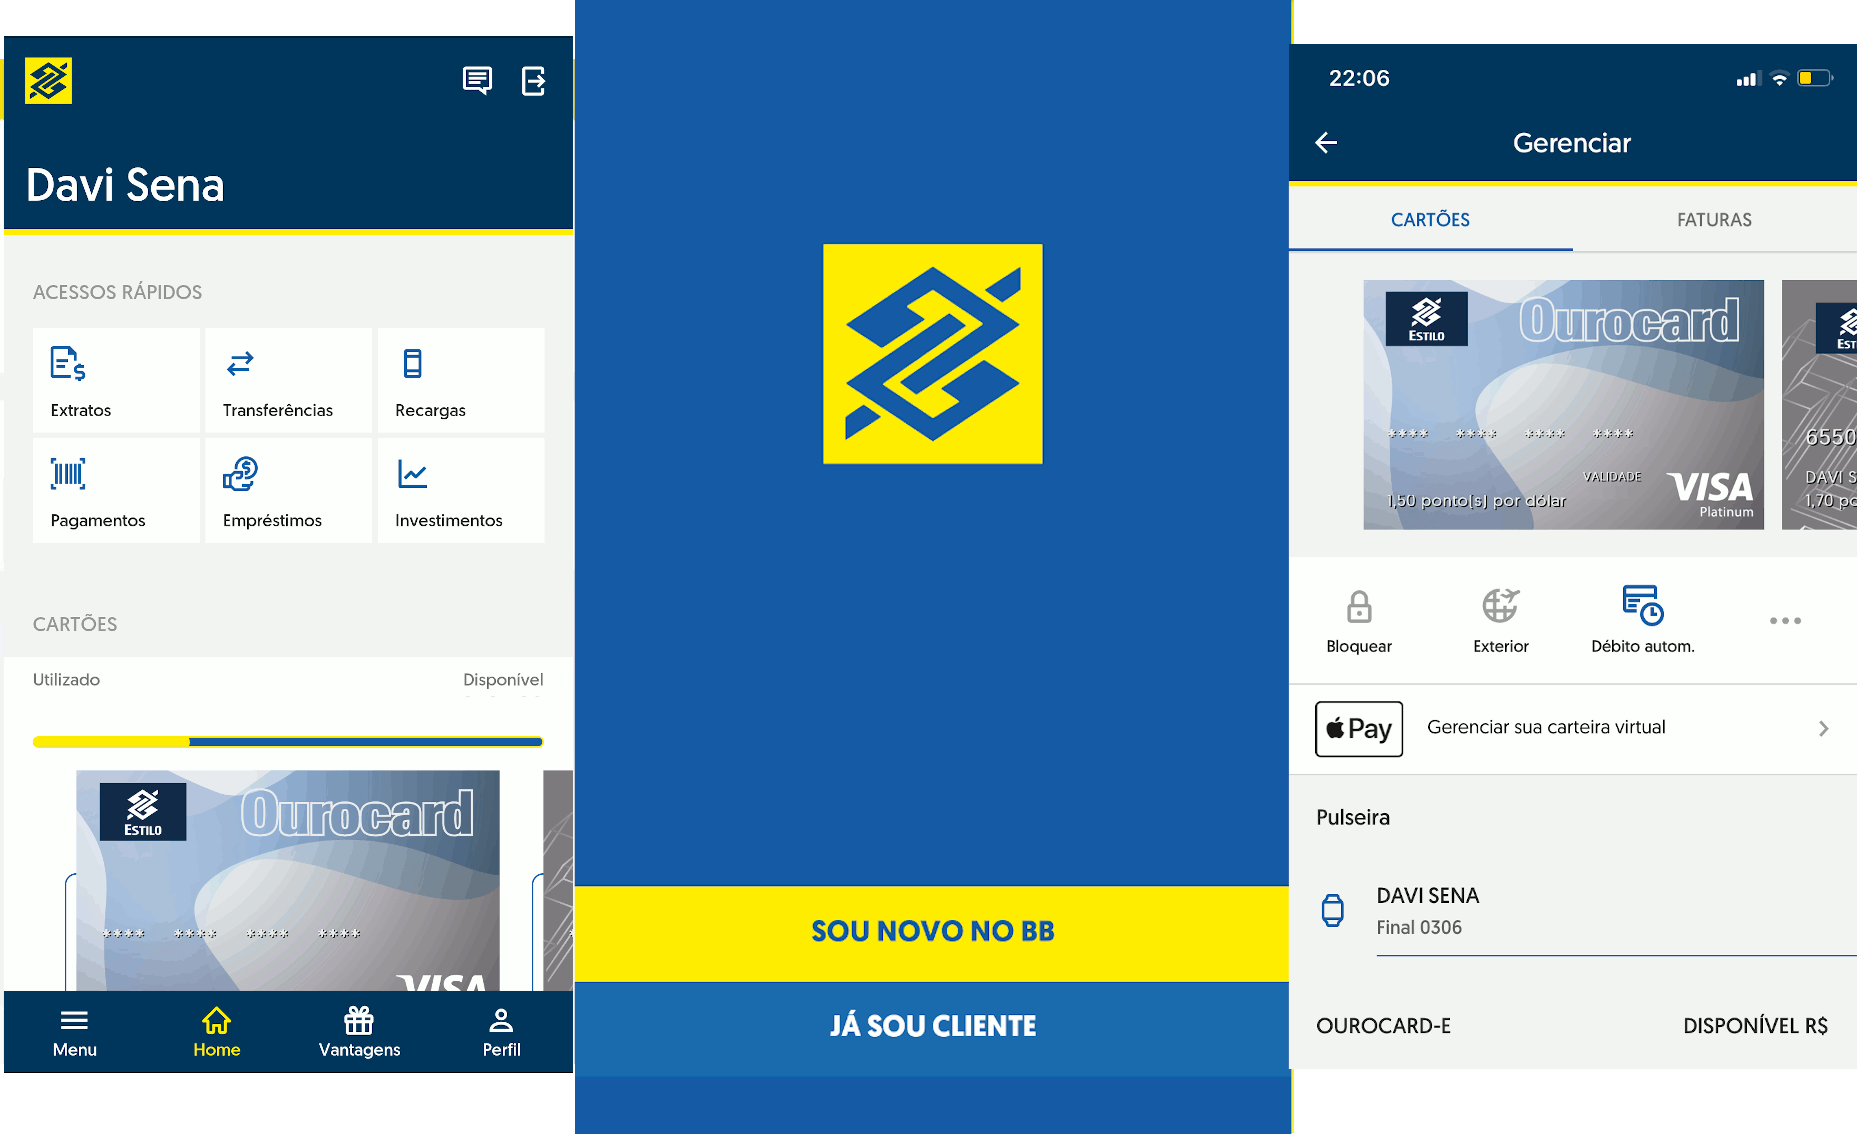 Davi Sena
ACESSOS RÁPIDOS
Extratos
Transferências
Recargas
Pagamentos
Empréstimos
Investimentos
CARTÕES
Utilizado
Disponível
ESTILO
Ourocard
**** **** **** ****
VISA
Menu
Home
Vantagens
Perfil
SOU NOVO NO BB
JÁ SOU CLIENTE
22:06
Gerenciar
CARTÕES
FATURAS
ESTILO
Ourocard
**** **** **** ****
VALIDADE
1,50 ponto(s) por dólar
VISA
Platinum
EST
6550
DAVI S
1,70 po
Bloquear
Exterior
Débito autom.
Pay
Gerenciar sua carteira virtual
Pulseira
DAVI SENA
Final 0306
OUROCARD-E
DISPONÍVEL R$